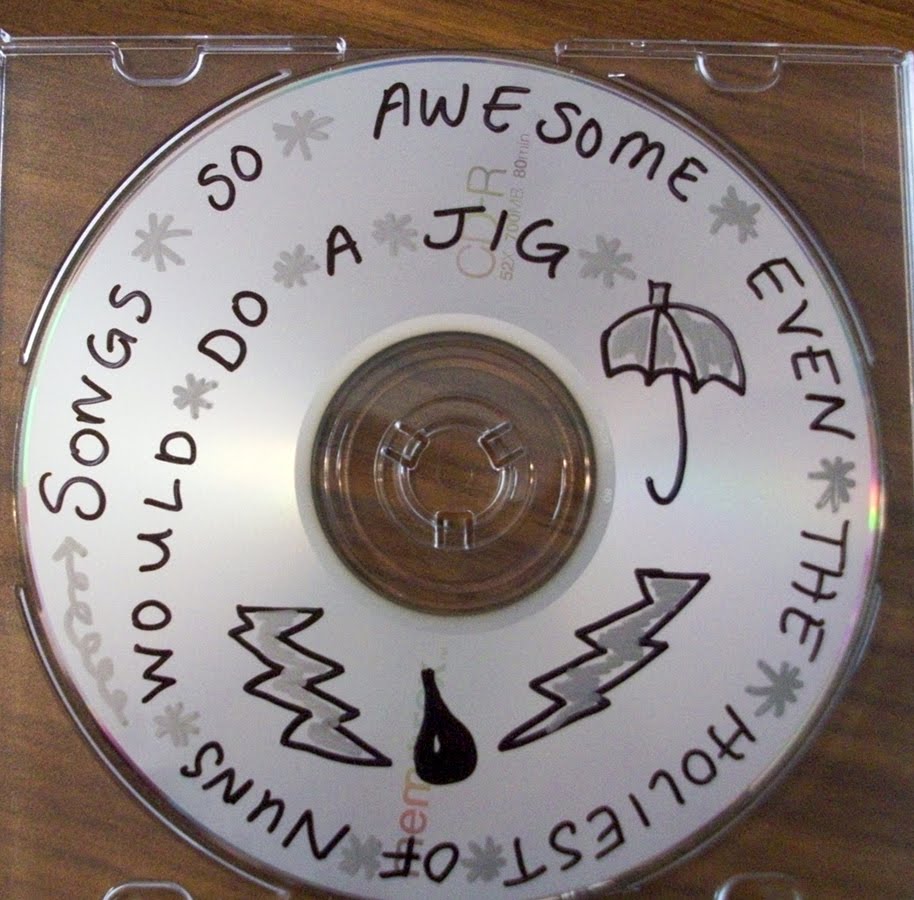 SONGS * SO * AWESOME * EVEN * THE * HOLIEST * OF * NUNS * WOULD * DO * A * JIG *
CD-R
52X 700MB 80min